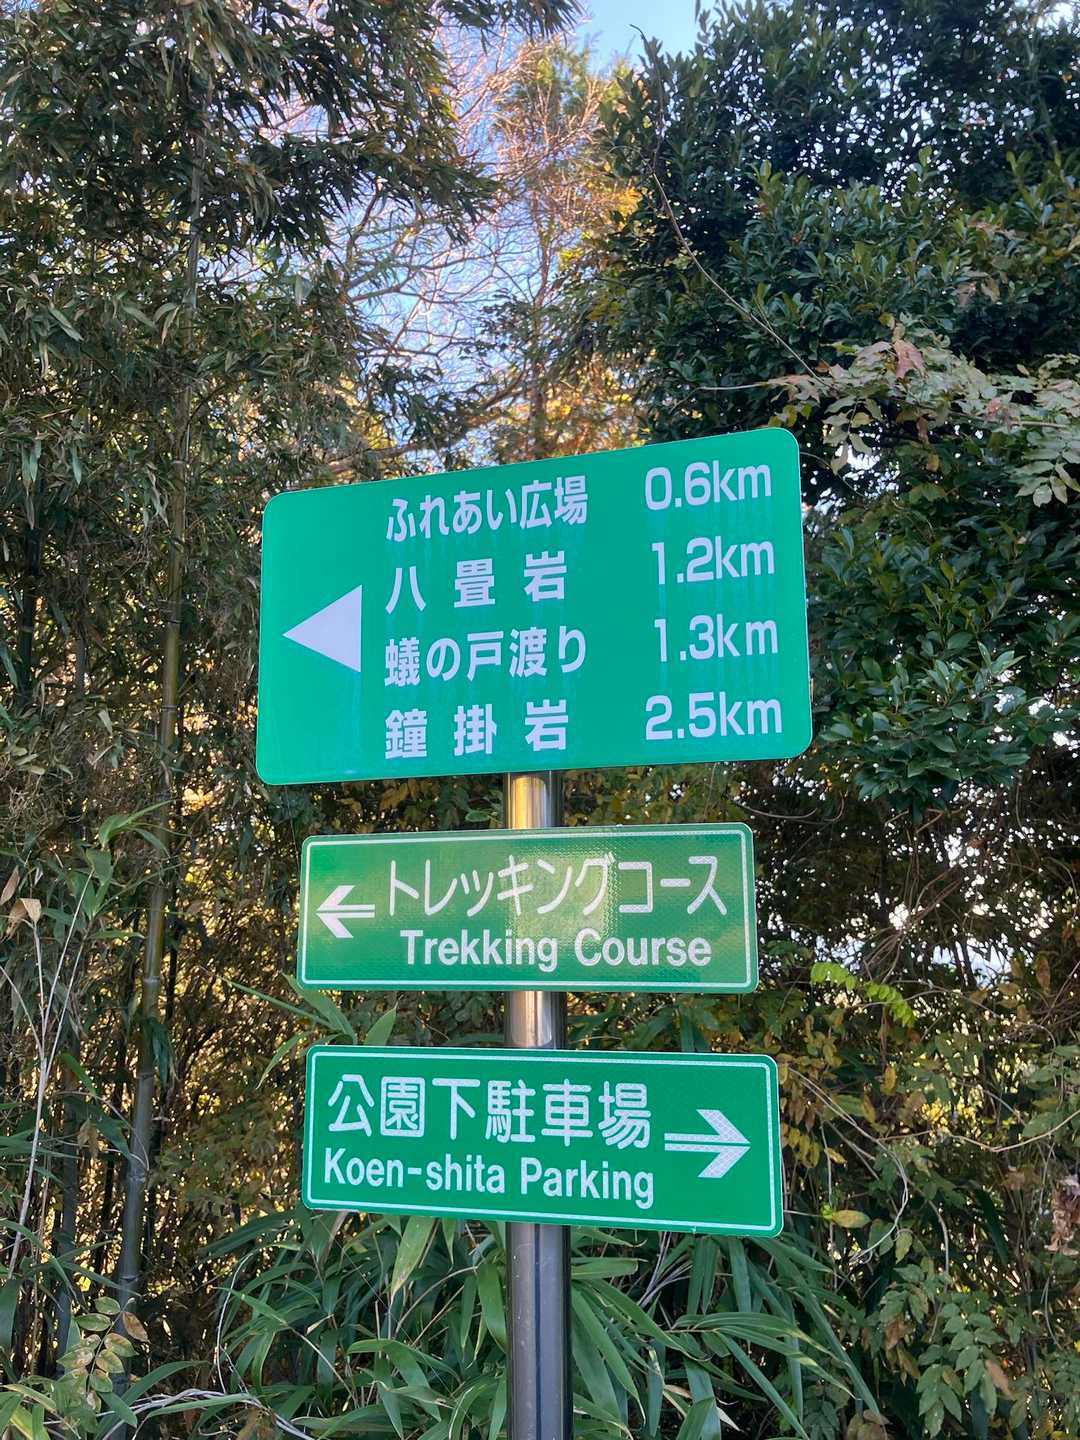 ふれあい広場 0.6km
八畳岩 1.2km
蟻の戸渡り 1.3km
鐘掛岩 2.5km
トレッキングコース
Trekking Course
公園下駐車場
Koen-shita Parking